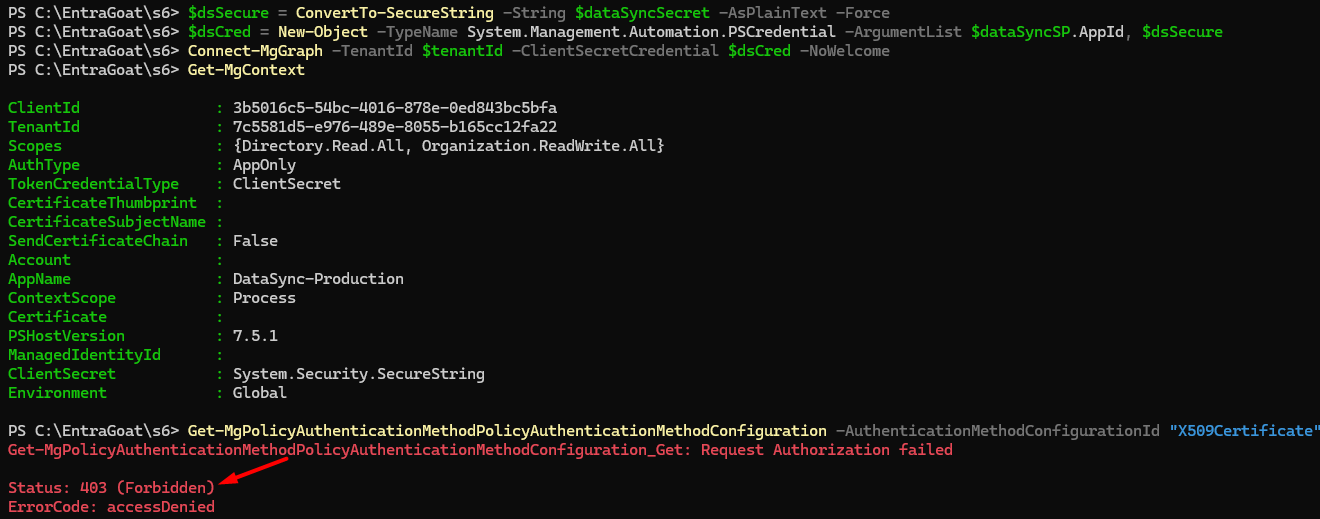 PS C:\EntraGoat\s6> $dsSecure = ConvertTo-SecureString -String $dataSyncSecret -AsPlainText -Force
PS C:\EntraGoat\s6> $dsCred = New-Object -TypeName System.Management.Automation.PSCredential -ArgumentList $dataSyncSP.AppId, $dsSecure
PS C:\EntraGoat\s6> Connect-MgGraph -TenantId $tenantId -ClientSecretCredential $dsCred -NoWelcome
PS C:\EntraGoat\s6> Get-MgContext
ClientId : 3b5016c5-54bc-4016-878e-0ed843bc5bfa
TenantId : 7c5581d5-e976-489e-8055-b165cc12fa22
Scopes : {Directory.Read.All, Organization.ReadWrite.All}
AuthType : AppOnly
TokenCredentialType : ClientSecret
CertificateThumbprint :
CertificateSubjectName :
SendCertificateChain : False
Account :
AppName : DataSync-Production
ContextScope : Process
Certificate :
PSHostVersion : 7.5.1
ManagedIdentityId :
ClientSecret : System.Security.SecureString
Environment : Global
PS C:\EntraGoat\s6> Get-MgPolicyAuthenticationMethodPolicyAuthenticationMethodConfiguration -AuthenticationMethodConfigurationId "X509Certificate"
Get-MgPolicyAuthenticationMethodPolicyAuthenticationMethodConfiguration_Get: Request Authorization failed
Status: 403 (Forbidden)
ErrorCode: accessDenied